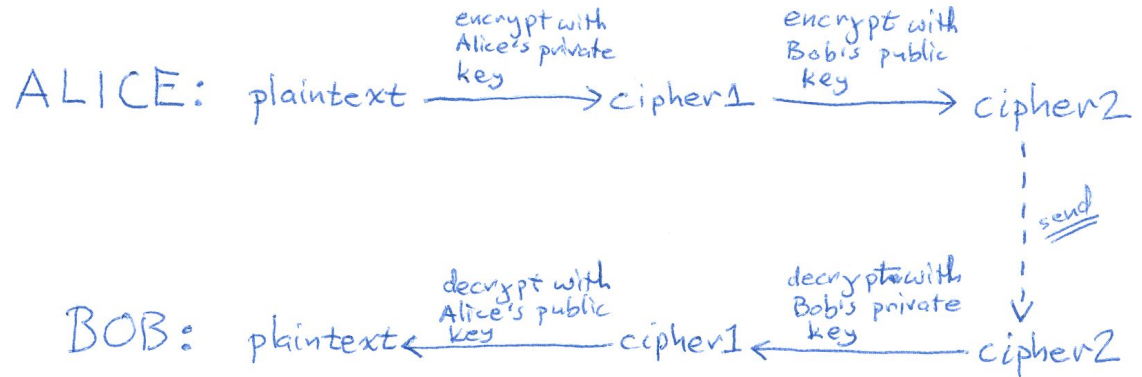 encrypt with
Alice's private
key
encrypt with
Bob's public
key
ALICE: plaintext cipher1 cipher2
send
decrypt with
Alice's public
key
decrypt with
Bob's private
key
BOB: plaintext cipher1 cipher2